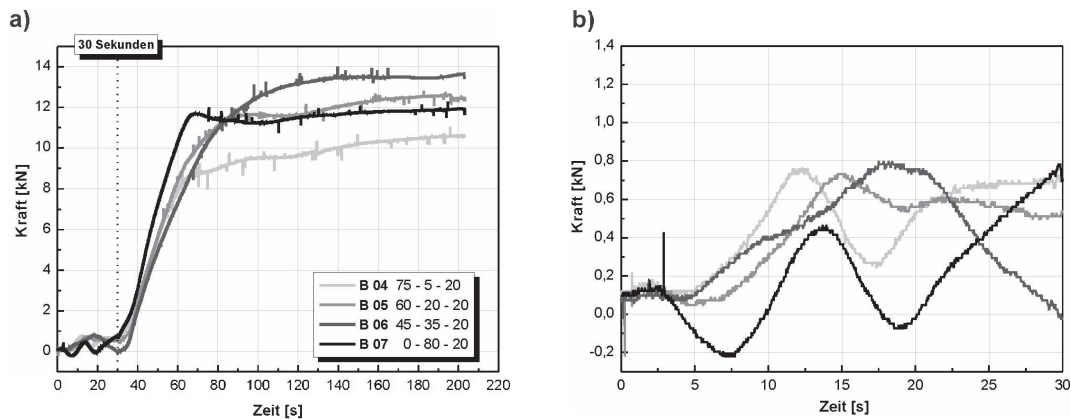 a)
30 Sekunden
Kraft [kN]
14
12
10
8
6
4
2
0
0 20 40 60 80 100 120 140 160 180 200 220
Zeit [s]
B 04 75 - 5 - 20
B 05 60 - 20 - 20
B 06 45 - 35 - 20
B 07 0 - 80 - 20
b)
Kraft [kN]
1,4
1,2
1,0
0,8
0,6
0,4
0,2
0,0
-0,2
0 5 10 15 20 25 30
Zeit [s]